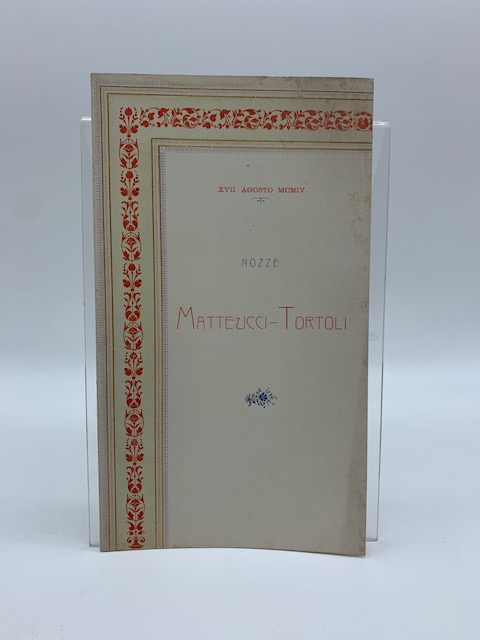 XVII AGOSTO MCMIV
NOZZE
MATTEUCCI-TORTOLI